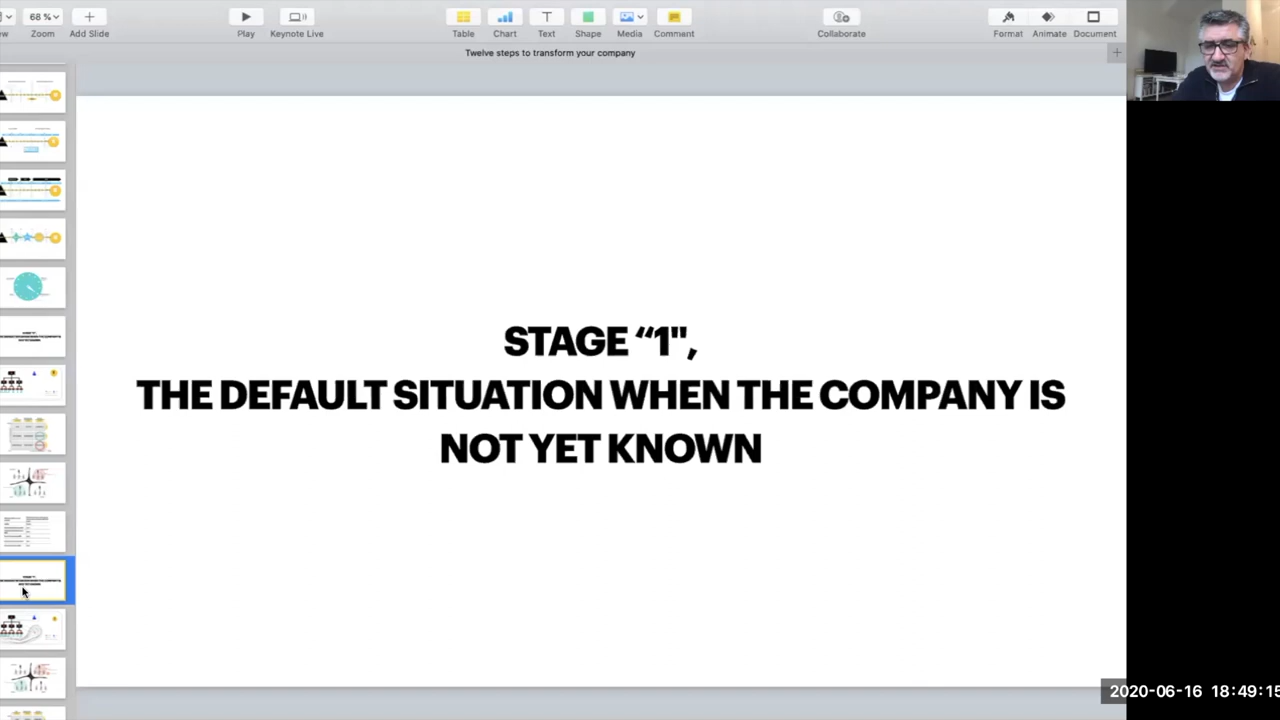 68 %
Zoom
Add Slide
Play
Keynote Live
Table
Chart
Text
Shape
Media
Comment
Collaborate
Format
Animate
Document
Twelve steps to transform your company
STAGE “1",
THE DEFAULT SITUATION WHEN THE COMPANY IS
NOT YET KNOWN
2020-06-16 18:49:15